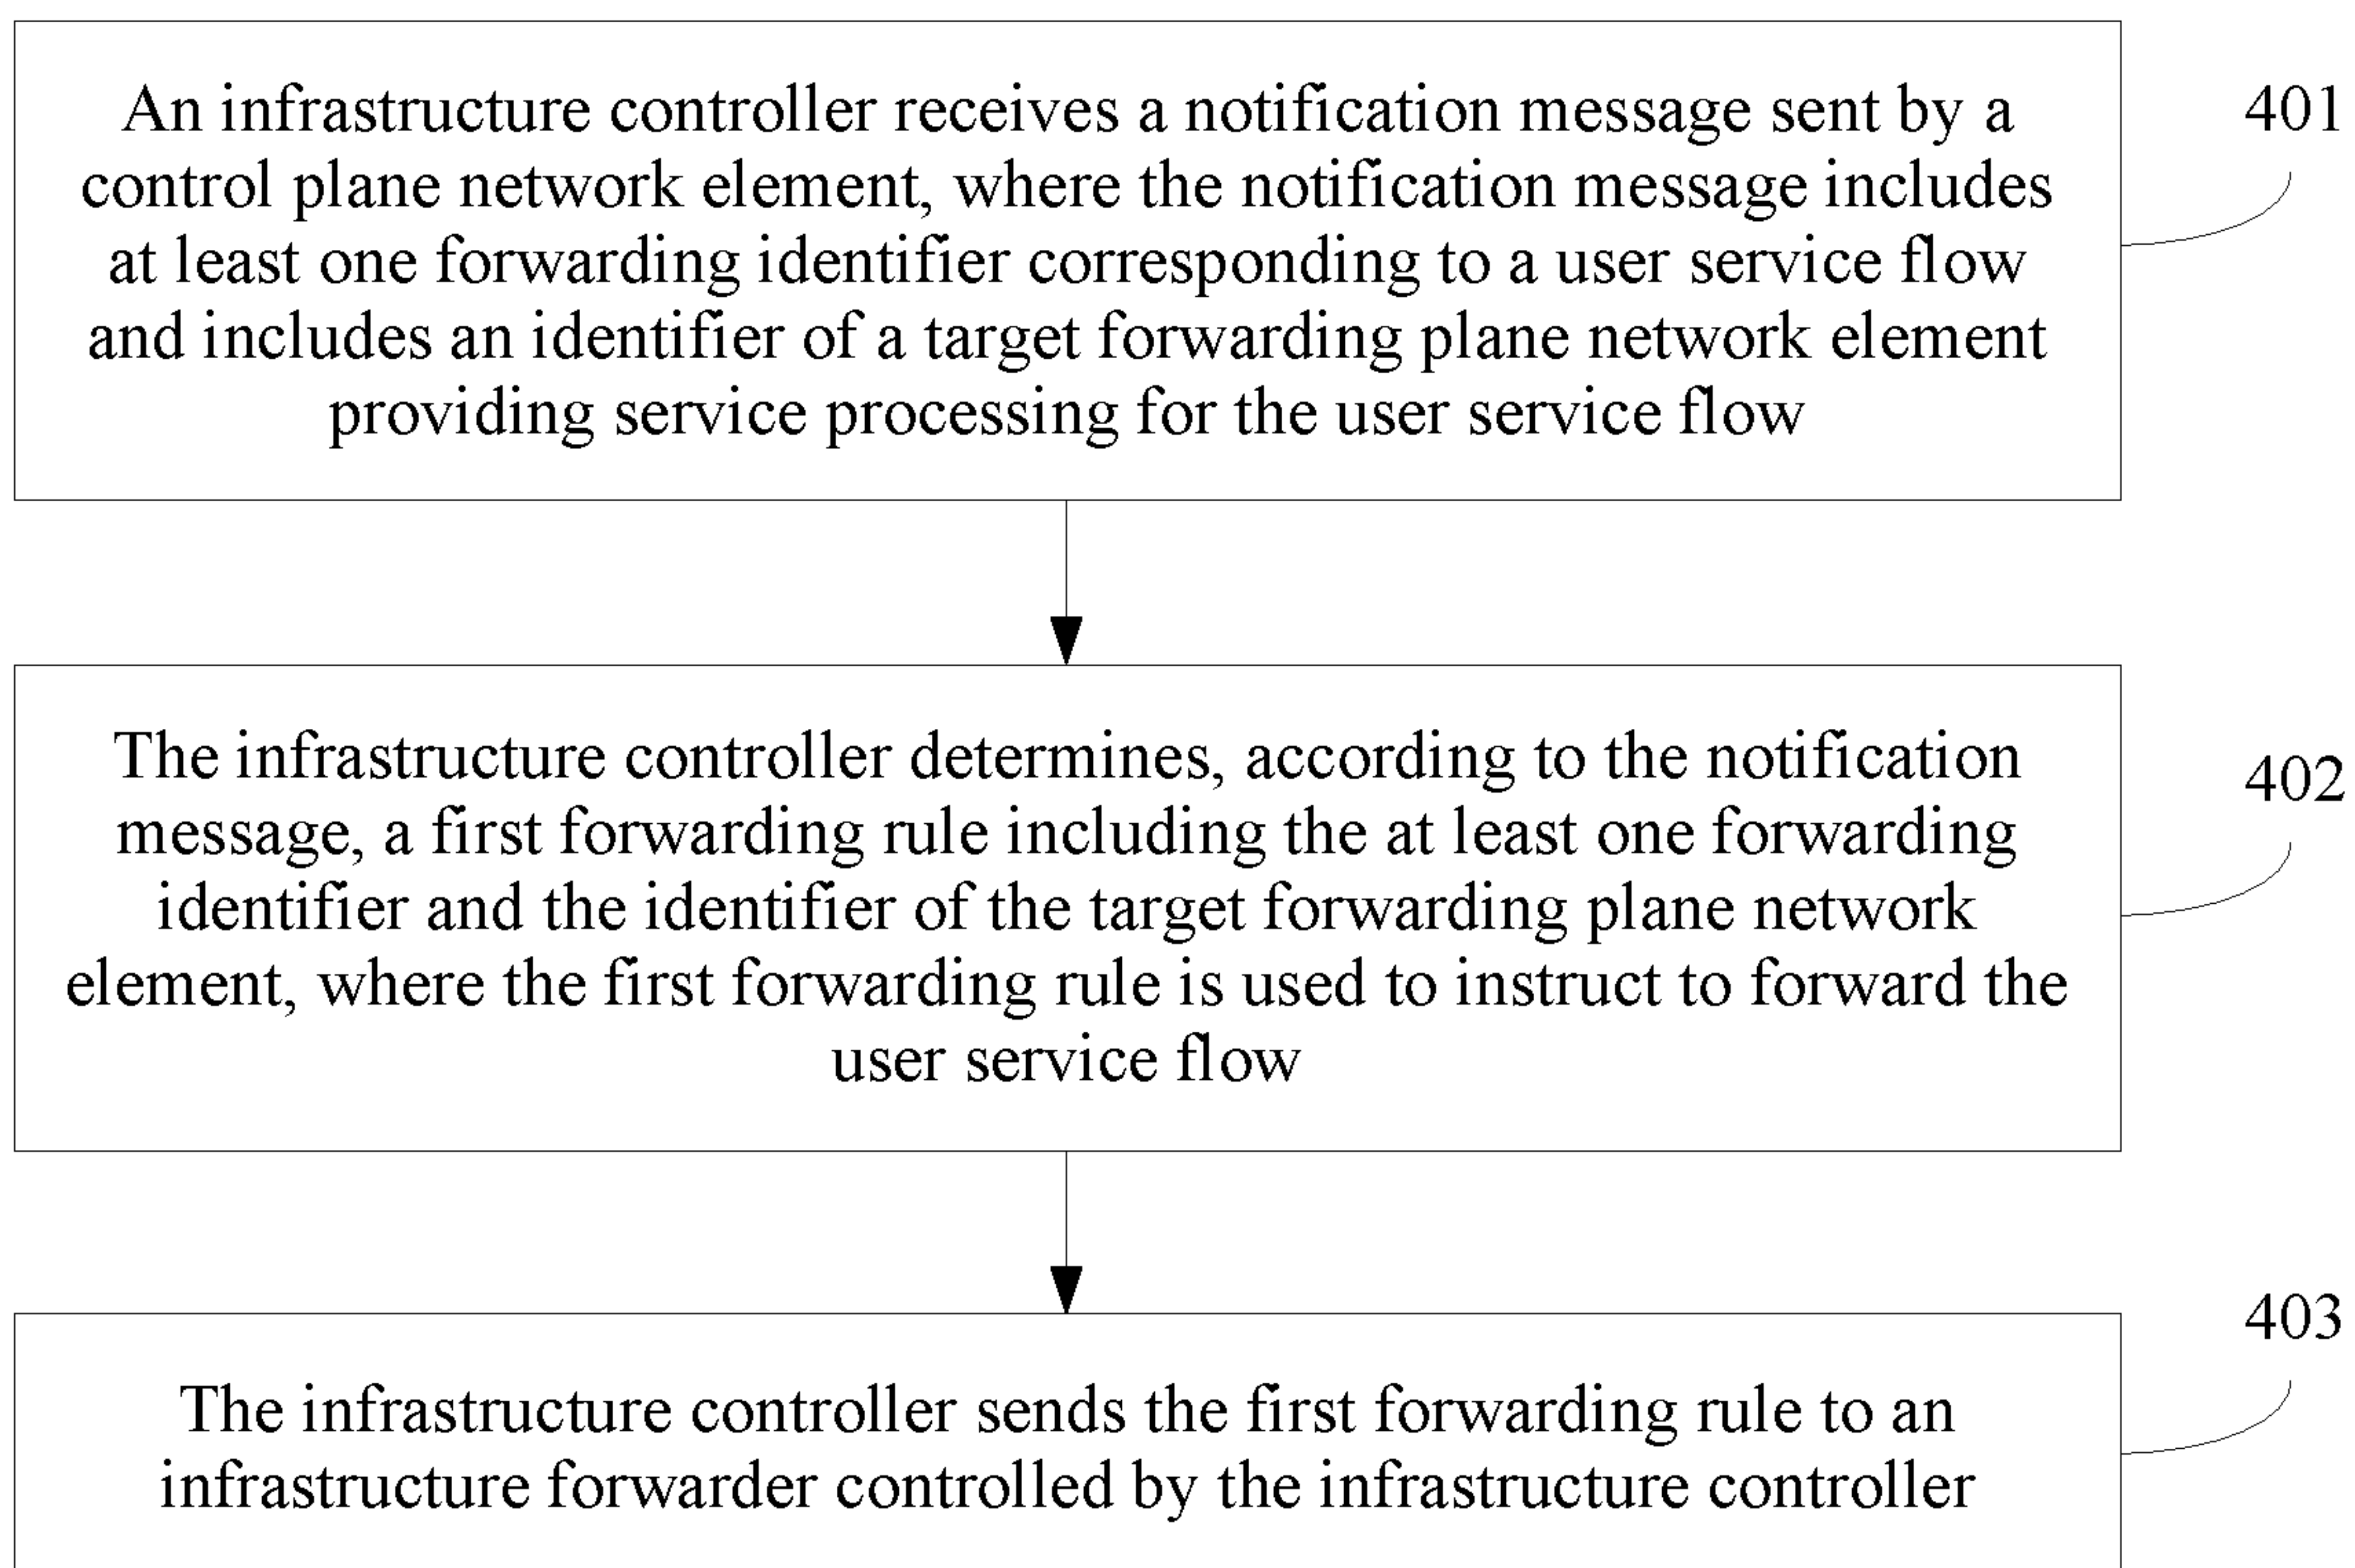 An infrastructure controller receives a notification message sent by a
control plane network element, where the notification message includes
at least one forwarding identifier corresponding to a user service flow
and includes an identifier of a target forwarding plane network element
providing service processing for the user service flow
401
The infrastructure controller determines, according to the notification
message, a first forwarding rule including the at least one forwarding
identifier and the identifier of the target forwarding plane network
element, where the first forwarding rule is used to instruct to forward the
user service flow
402
The infrastructure controller sends the first forwarding rule to an
infrastructure forwarder controlled by the infrastructure controller
403